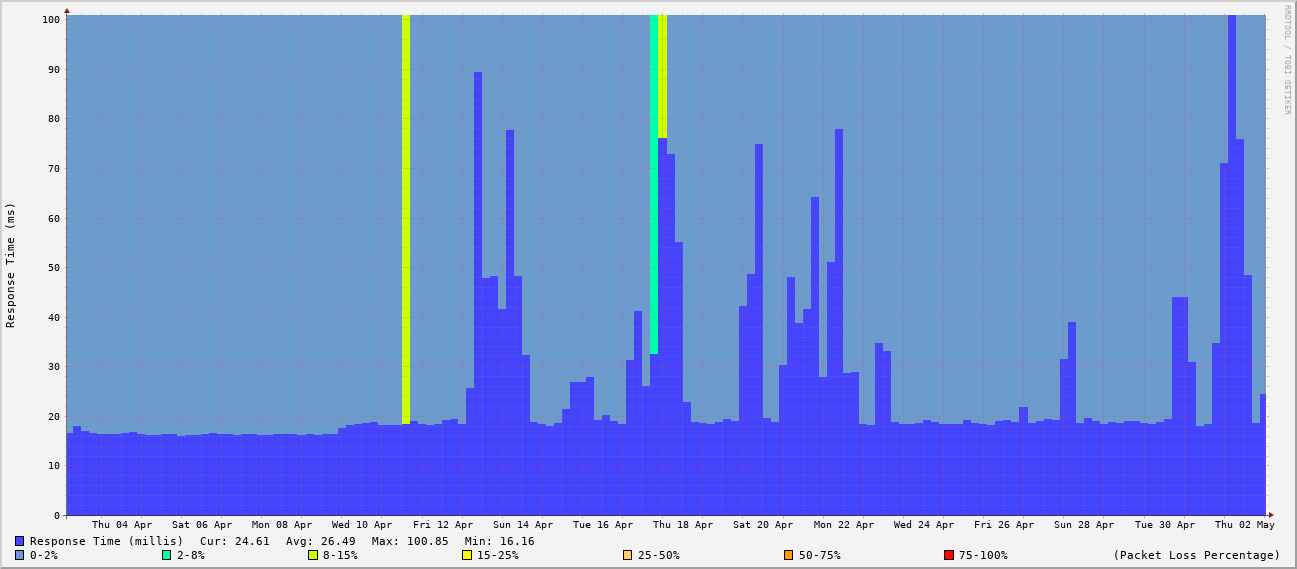 100
90
80
70
60
50
40
30
20
10
0
Response Time (ms)
RRDTOOL / TOBI OETIKER
Thu 04 Apr Sat 06 Apr Mon 08 Apr Wed 10 Apr Fri 12 Apr Sun 14 Apr Tue 16 Apr Thu 18 Apr Sat 20 Apr Mon 22 Apr Wed 24 Apr Fri 26 Apr Sun 28 Apr Tue 30 Apr Thu 02 May
Response Time (millis) Cur: 24.61 Avg: 26.49 Max: 100.85 Min: 16.16
0-2% 2-8% 8-15% 15-25% 25-50% 50-75% 75-100% (Packet Loss Percentage)